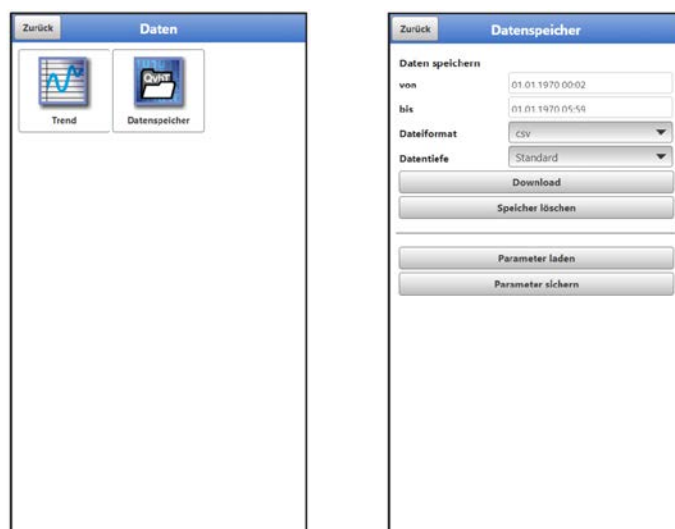 Zurück Daten
QvHT
Trend Datenspeicher
Zurück Datenspeicher
Daten speichern
von 01.01.1970 00:02
bis 01.01.1970 05:59
Dateiformat csv
Datentiefe Standard
Download
Speicher löschen
Parameter laden
Parameter sichern